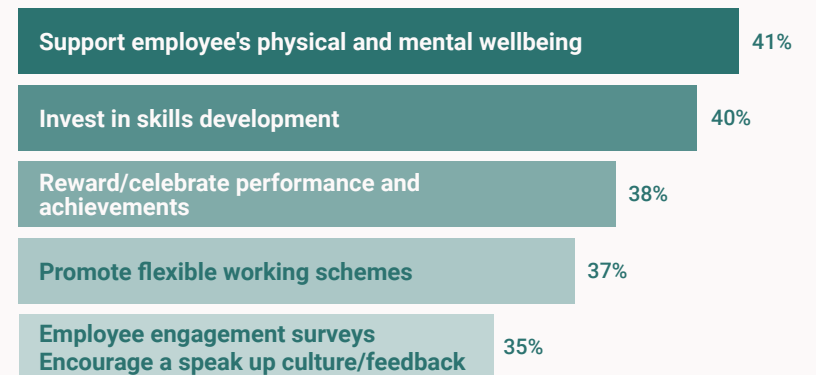 Support employee's physical and mental wellbeing
41%
Invest in skills development
40%
Reward/celebrate performance and
achievements
38%
Promote flexible working schemes
37%
Employee engagement surveys
Encourage a speak up culture/feedback
35%